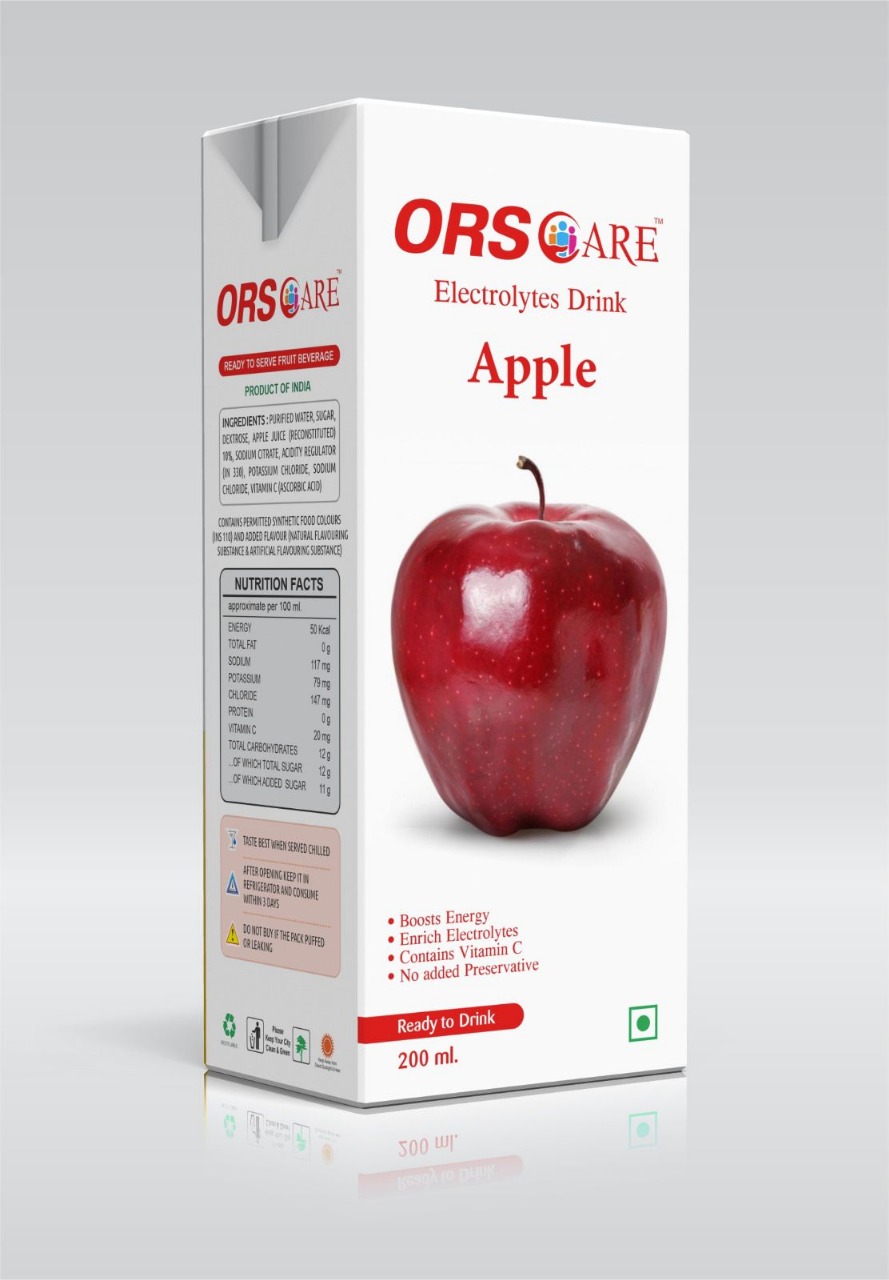 ORS CARE™
Electrolytes Drink
Apple
• Boosts Energy
• Enrich Electrolytes
• Contains Vitamin C
• No added Preservative
Ready to Drink
200 ml.
ORS CARE™
READY TO SERVE FRUIT BEVERAGE
PRODUCT OF INDIA
INGREDIENTS : PURIFIED WATER, SUGAR,
DEXTROSE, APPLE JUICE (RECONSTITUTED)
10%, SODIUM CITRATE, ACIDITY REGULATOR
(IN 330), POTASSIUM CHLORIDE, SODIUM
CHLORIDE, VITAMIN C (ASCORBIC ACID)
CONTAINS PERMITTED SYNTHETIC FOOD COLOURS
(INS 110) AND ADDED FLAVOUR (NATURAL FLAVOURING
SUBSTANCE & ARTIFICIAL FLAVOURING SUBSTANCE)
NUTRITION FACTS
approximate per 100 ml.
ENERGY 50 Kcal
TOTAL FAT 0 g
SODIUM 117 mg
POTASSIUM 79 mg
CHLORIDE 147 mg
PROTEIN 0 g
VITAMIN C 20 mg
TOTAL CARBOHYDRATES 12 g
...OF WHICH TOTAL SUGAR 12 g
...OF WHICH ADDED SUGAR 11 g
TASTE BEST WHEN SERVED CHILLED
AFTER OPENING KEEP IT IN
REFRIGERATOR AND CONSUME
WITHIN 3 DAYS
DO NOT BUY IF THE PACK PUFFED
OR LEAKING
RECYCLABLE
Please
Keep Your City
Clean & Green